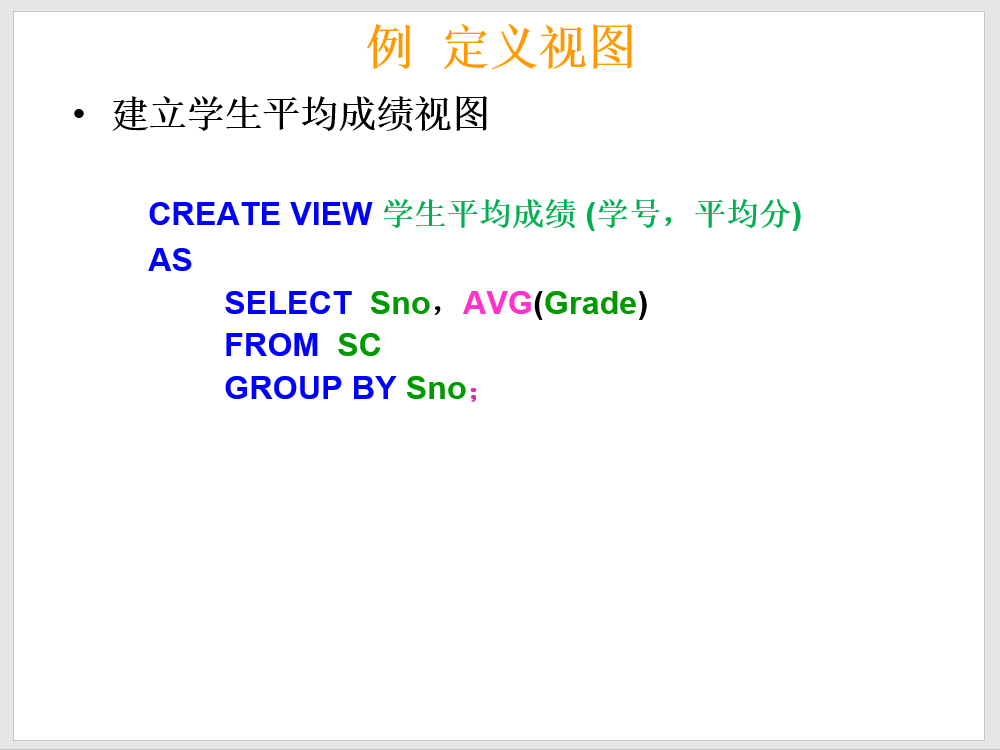 例 定义视图
• 建立学生平均成绩视图
CREATE VIEW 学生平均成绩 (学号，平均分)
AS
SELECT Sno，AVG(Grade)
FROM SC
GROUP BY Sno；